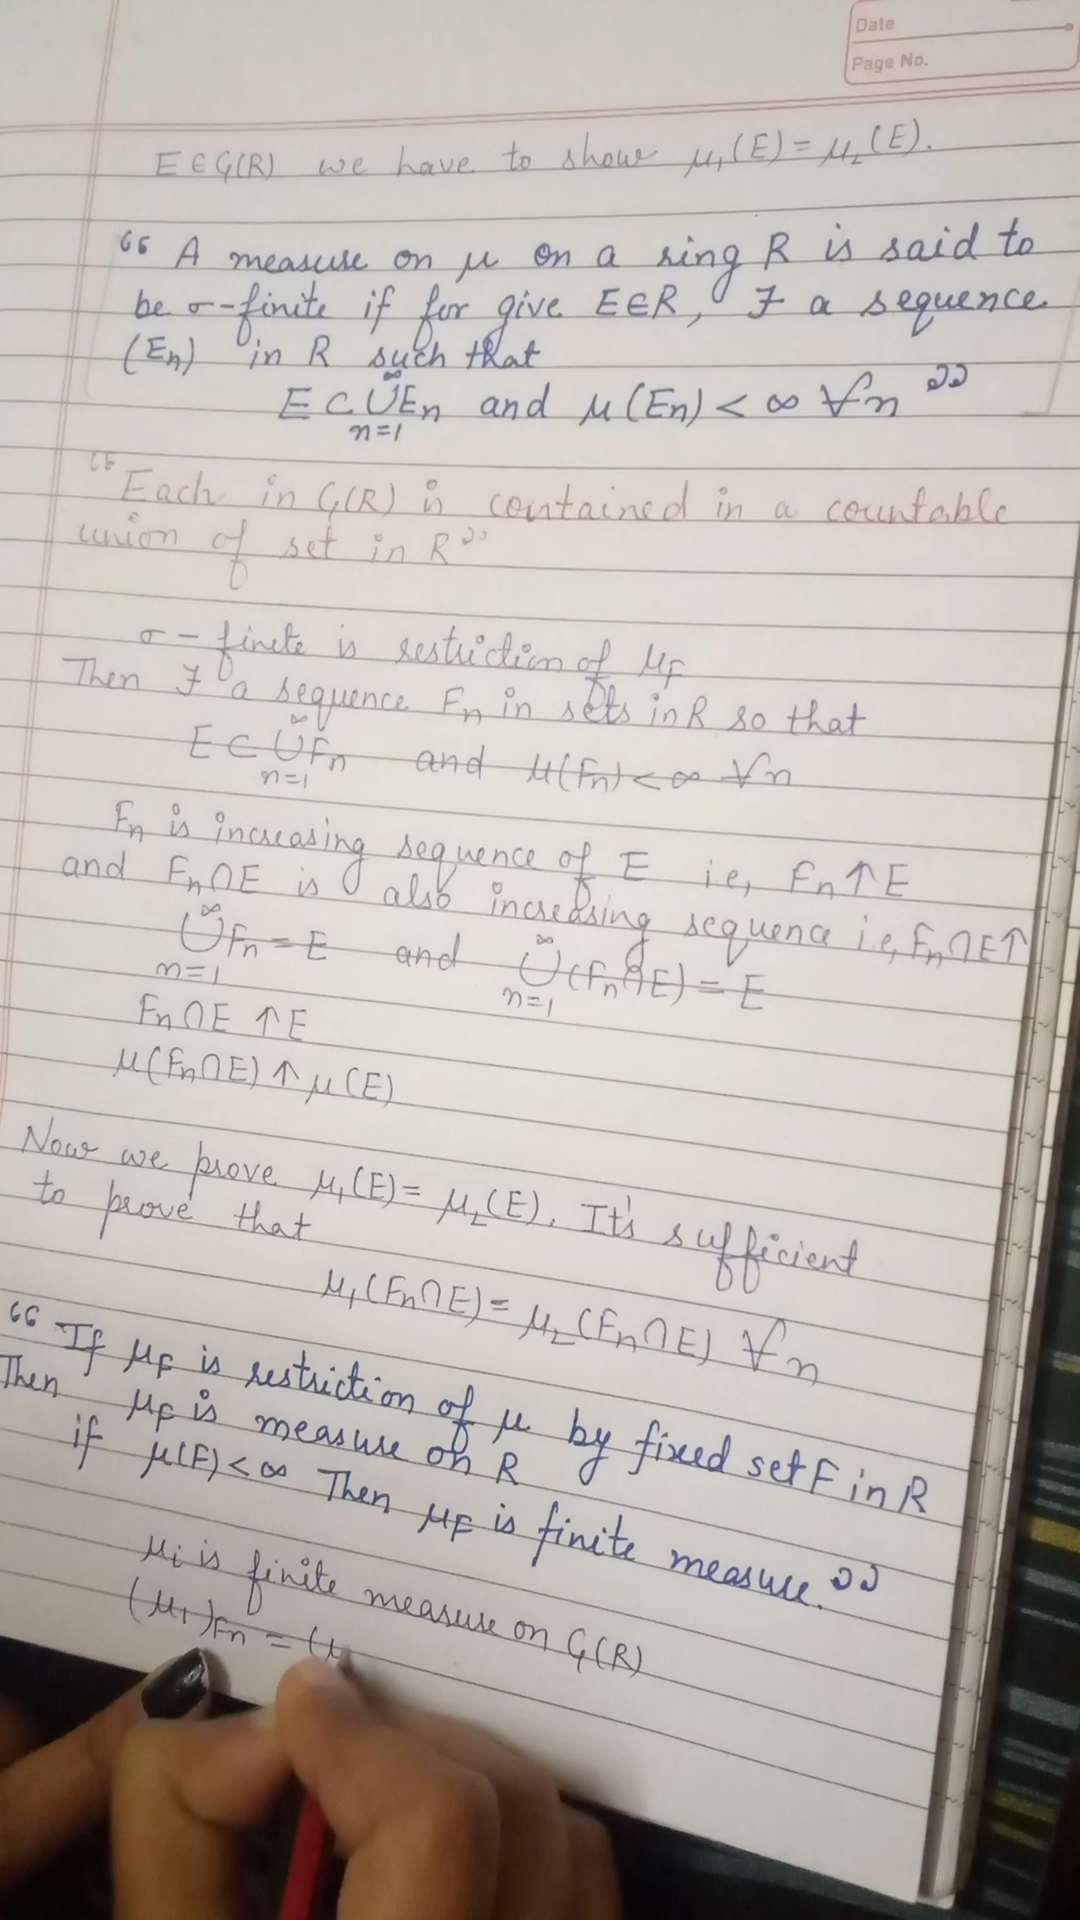 Date
Page No.
E ∈ G(R) we have to show μ₁(E) = μ₂(E).
“ A measure on μ on a ring R is said to
be σ-finite if for give E∈R, ∃ a sequence
(En) in R such that
E ⊂ ∞∪n=1 En and μ(En) < ∞ ∀n ”
“ Each in G(R) is contained in a countable
union of set in R ”
σ-finite is restriction of μF
Then ∃ a sequence Fn in sets in R so that
E ⊂ ∞∪n=1 Fn and μ(Fn) < ∞ ∀n
Fn is increasing sequence of E i.e, Fn↑E
and Fn∩E is also increasing sequence i.e, Fn∩E↑
∞∪n=1 Fn = E and ∞∪n=1 (Fn∩E) = E
Fn∩E ↑E
μ(Fn∩E) ↑ μ(E)
Now we prove μ₁(E) = μ₂(E). It's sufficient
to prove that
μ₁(Fn∩E) = μ₂(Fn∩E) ∀n
“ If μF is restriction of μ by fixed set F in R
Then μF is measure on R
if μ(F) < ∞ Then μF is finite measure. ”
μi is finite measure on G(R)
(μ₁)Fn = (μ